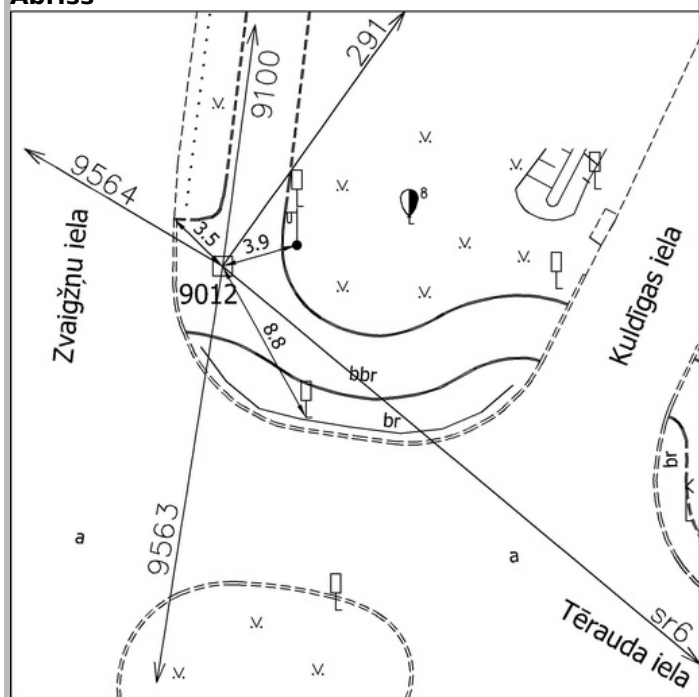 Abriss
291
9100
9564
8
Zvaigžņu iela
3.5
3.9
9012
Kuldīgas iela
8.8
bbr
br
br
9563
a
a
Tērauda iela
sr6